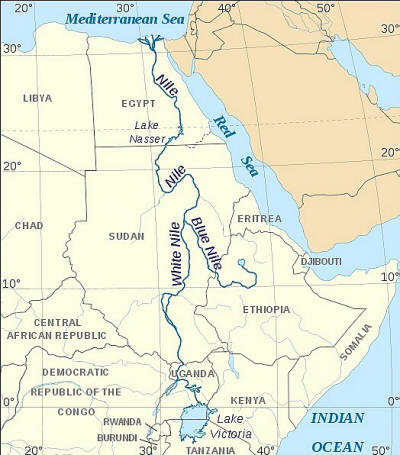 Mediterranean Sea
30°
40°
50°
30°
30°
Nile
LIBYA
EGYPT
Lake
Nasser
Red
Sea
20°
20°
Nile
CHAD
SUDAN
White Nile
Blue Nile
ERITREA
DJIBOUTI
10°
10°
ETHIOPIA
CENTRAL
AFRICAN REPUBLIC
SOMALIA
DEMOCRATIC
REPUBLIC OF THE
CONGO
UGANDA
KENYA
0°
0°
RWANDA
BURUNDI
Lake
Victoria
TANZANIA
INDIAN
OCEAN
20°
30°
40°
50°